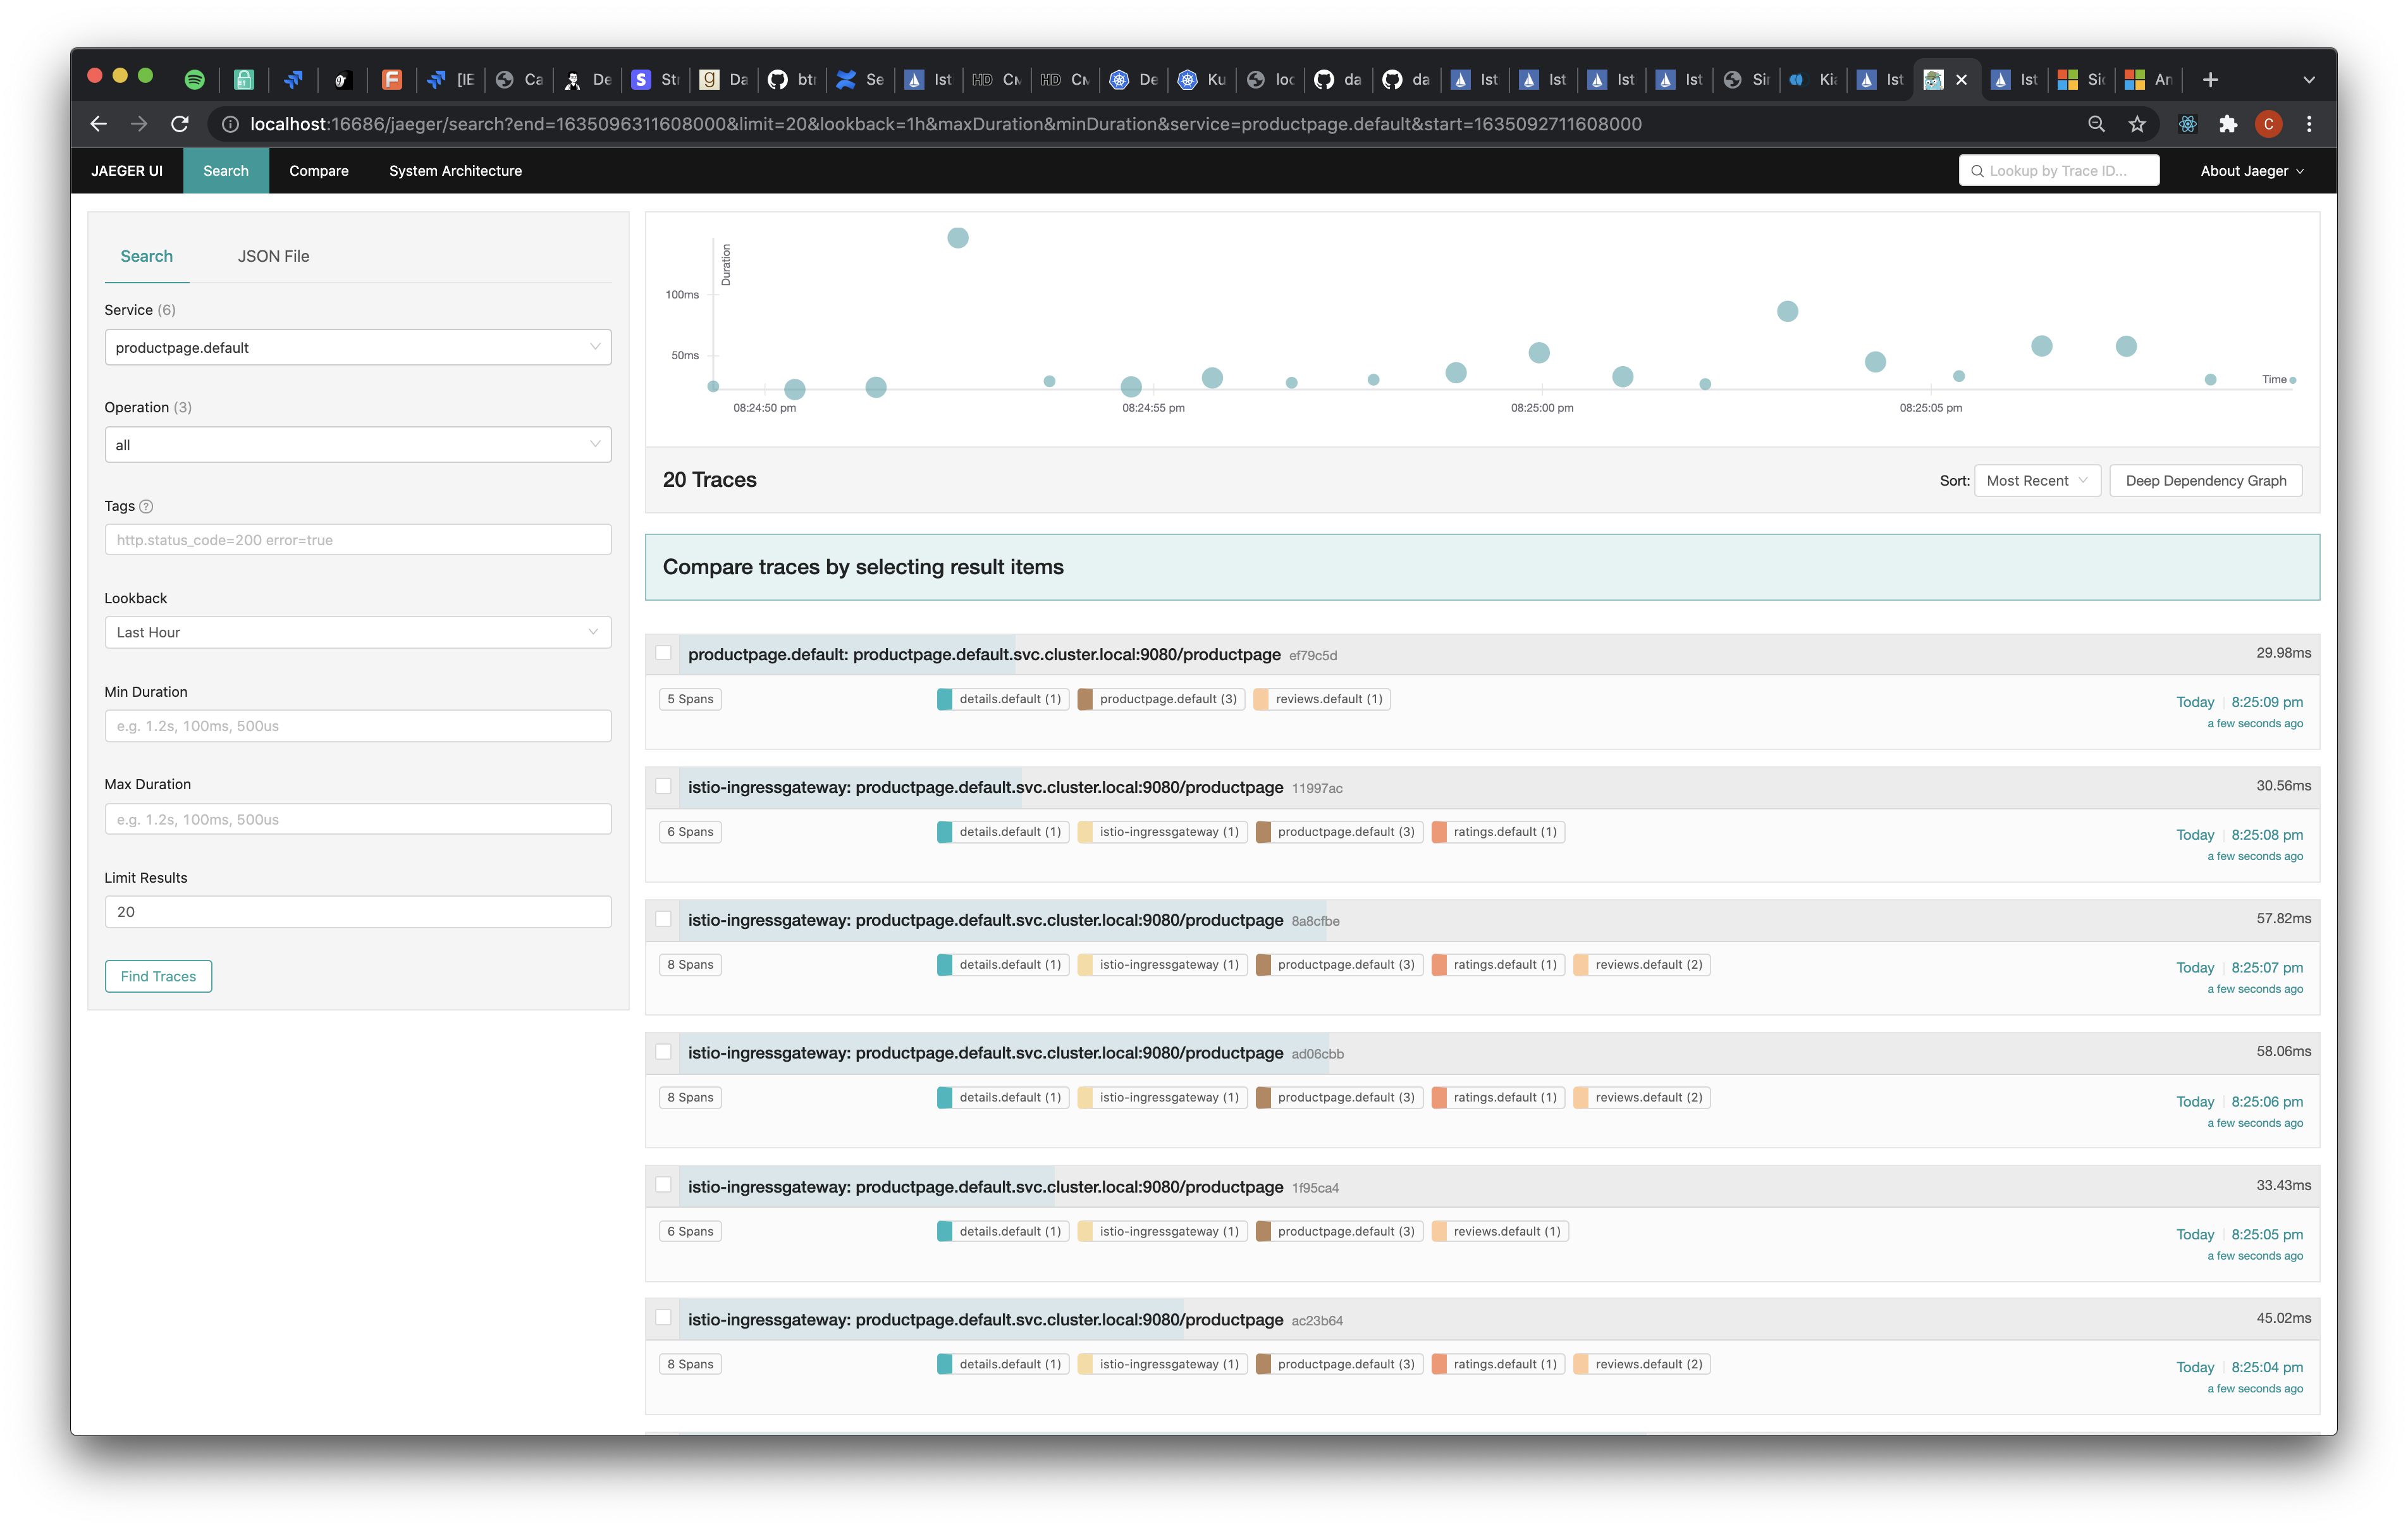 [IE
Ca
De
St
Da
btr
Se
Ist
HD CM
HD CM
De
Ku
loc
da
da
Ist
Ist
Ist
Ist
Sir
Kia
Ist
Ist
Sig
An
localhost:16686/jaeger/search?end=1635096311608000&limit=20&lookback=1h&maxDuration&minDuration&service=productpage.default&start=1635092711608000
C
JAEGER UI
Search
Compare
System Architecture
Lookup by Trace ID...
About Jaeger
Search
JSON File
Service (6)
productpage.default
Operation (3)
all
Tags
http.status_code=200 error=true
Lookback
Last Hour
Min Duration
e.g. 1.2s, 100ms, 500us
Max Duration
e.g. 1.2s, 100ms, 500us
Limit Results
20
Find Traces
Duration
100ms
50ms
Time
08:24:50 pm
08:24:55 pm
08:25:00 pm
08:25:05 pm
20 Traces
Sort:
Most Recent
Deep Dependency Graph
Compare traces by selecting result items
productpage.default: productpage.default.svc.cluster.local:9080/productpage ef79c5d
29.98ms
5 Spans
details.default (1)
productpage.default (3)
reviews.default (1)
Today 8:25:09 pm
a few seconds ago
istio-ingressgateway: productpage.default.svc.cluster.local:9080/productpage 11997ac
30.56ms
6 Spans
details.default (1)
istio-ingressgateway (1)
productpage.default (3)
ratings.default (1)
Today 8:25:08 pm
a few seconds ago
istio-ingressgateway: productpage.default.svc.cluster.local:9080/productpage 8a8cfbe
57.82ms
8 Spans
details.default (1)
istio-ingressgateway (1)
productpage.default (3)
ratings.default (1)
reviews.default (2)
Today 8:25:07 pm
a few seconds ago
istio-ingressgateway: productpage.default.svc.cluster.local:9080/productpage ad06cbb
58.06ms
8 Spans
details.default (1)
istio-ingressgateway (1)
productpage.default (3)
ratings.default (1)
reviews.default (2)
Today 8:25:06 pm
a few seconds ago
istio-ingressgateway: productpage.default.svc.cluster.local:9080/productpage 1f95ca4
33.43ms
6 Spans
details.default (1)
istio-ingressgateway (1)
productpage.default (3)
reviews.default (1)
Today 8:25:05 pm
a few seconds ago
istio-ingressgateway: productpage.default.svc.cluster.local:9080/productpage ac23b64
45.02ms
8 Spans
details.default (1)
istio-ingressgateway (1)
productpage.default (3)
ratings.default (1)
reviews.default (2)
Today 8:25:04 pm
a few seconds ago